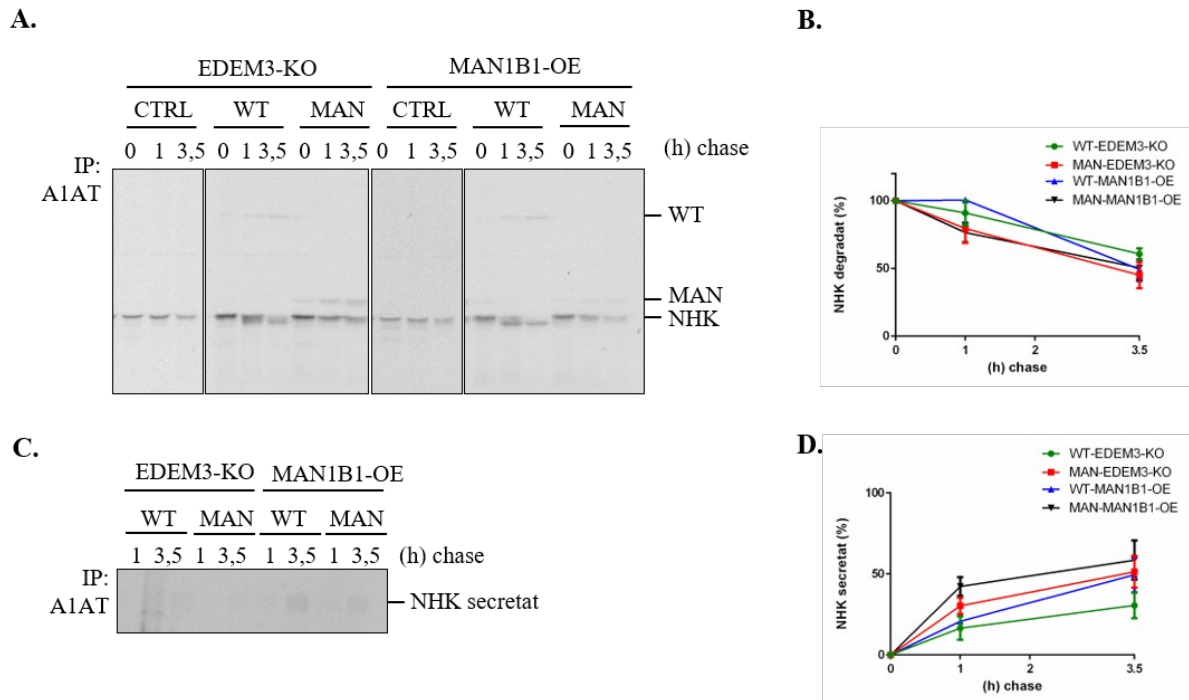 A.
EDEM3-KO MAN1B1-OE
CTRL WT MAN CTRL WT MAN
0 1 3,5 0 1 3,5 0 1 3,5 0 1 3,5 0 1 3,5 0 1 3,5 (h) chase
IP:
A1AT
WT
MAN
NHK
B.
WT-EDEM3-KO
MAN-EDEM3-KO
WT-MAN1B1-OE
MAN-MAN1B1-OE
100
50
0
NHK degradat (%)
0 1 2 3.5
(h) chase
C.
EDEM3-KO MAN1B1-OE
WT MAN WT MAN
1 3,5 1 3,5 1 3,5 1 3,5 (h) chase
IP:
A1AT
NHK secretat
D.
WT-EDEM3-KO
MAN-EDEM3-KO
WT-MAN1B1-OE
MAN-MAN1B1-OE
100
50
0
NHK secretat (%)
0 1 2 3.5
(h) chase